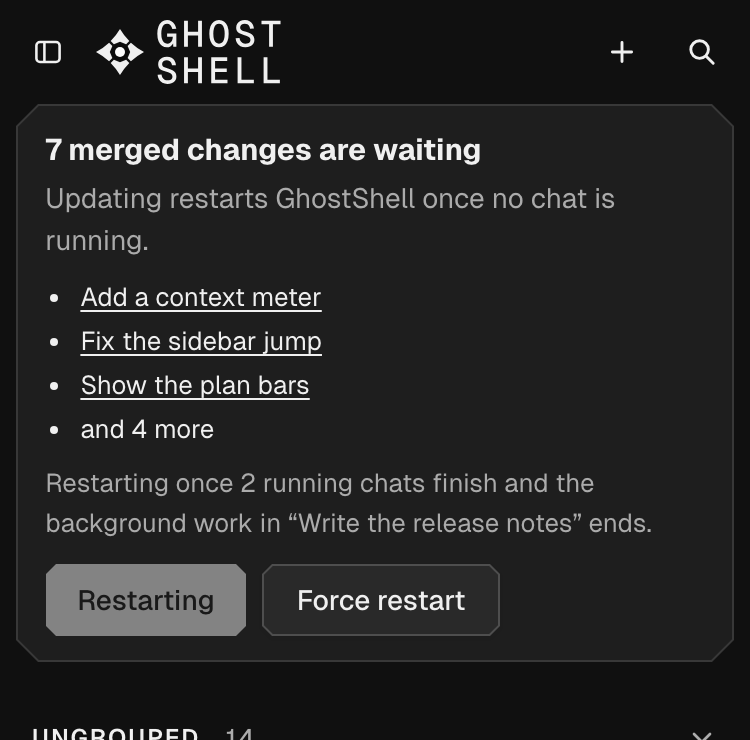 GHOST
SHELL
7 merged changes are waiting
Updating restarts GhostShell once no chat is
running.
• Add a context meter
• Fix the sidebar jump
• Show the plan bars
• and 4 more
Restarting once 2 running chats finish and the
background work in “Write the release notes” ends.
Restarting
Force restart
UNGROUPED 14